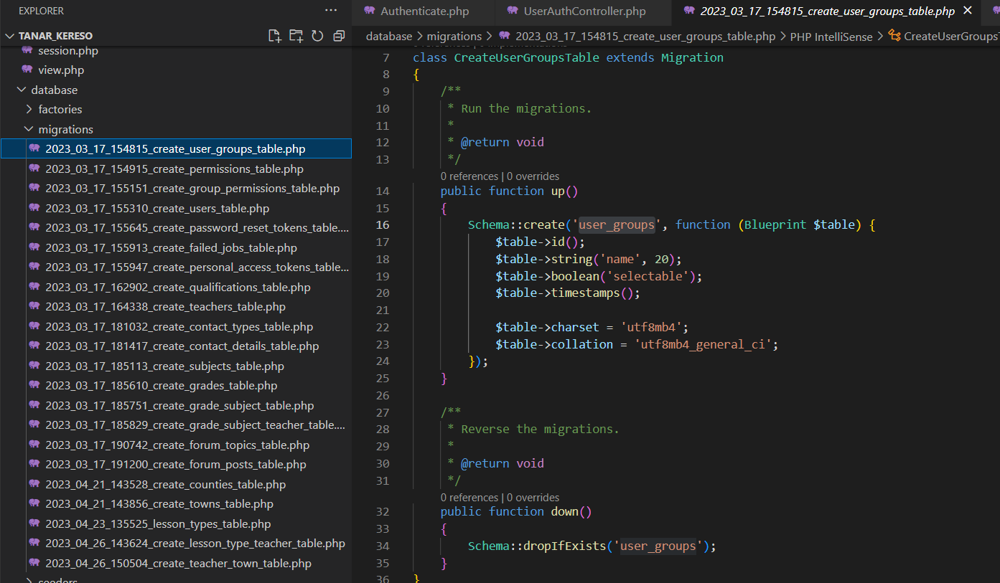 EXPLORER
TANAR_KERESO
session.php
view.php
database
factories
migrations
2023_03_17_154815_create_user_groups_table.php
2023_03_17_154915_create_permissions_table.php
2023_03_17_155151_create_group_permissions_table.php
2023_03_17_155310_create_users_table.php
2023_03_17_155645_create_password_reset_tokens_table....
2023_03_17_155913_create_failed_jobs_table.php
2023_03_17_155947_create_personal_access_tokens_table...
2023_03_17_162902_create_qualifications_table.php
2023_03_17_164338_create_teachers_table.php
2023_03_17_181032_create_contact_types_table.php
2023_03_17_181417_create_contact_details_table.php
2023_03_17_185113_create_subjects_table.php
2023_03_17_185610_create_grades_table.php
2023_03_17_185751_create_grade_subject_table.php
2023_03_17_185829_create_grade_subject_teacher_table....
2023_03_17_190742_create_forum_topics_table.php
2023_03_17_191200_create_forum_posts_table.php
2023_04_21_143528_create_counties_table.php
2023_04_21_143856_create_towns_table.php
2023_04_23_135525_lesson_types_table.php
2023_04_26_143624_create_lesson_type_teacher_table.php
2023_04_26_150504_create_teacher_town_table.php
seeders
Authenticate.php UserAuthController.php 2023_03_17_154815_create_user_groups_table.php
database > migrations > 2023_03_17_154815_create_user_groups_table.php > PHP IntelliSense > CreateUserGroupsT
7 class CreateUserGroupsTable extends Migration
8 {
9 /**
10 * Run the migrations.
11 *
12 * @return void
13 */
0 references | 0 overrides
14 public function up()
15 {
16 Schema::create('user_groups', function (Blueprint $table) {
17 $table->id();
18 $table->string('name', 20);
19 $table->boolean('selectable');
20 $table->timestamps();
21
22 $table->charset = 'utf8mb4';
23 $table->collation = 'utf8mb4_general_ci';
24 });
25 }
26
27 /**
28 * Reverse the migrations.
29 *
30 * @return void
31 */
0 references | 0 overrides
32 public function down()
33 {
34 Schema::dropIfExists('user_groups');
35 }
36 }